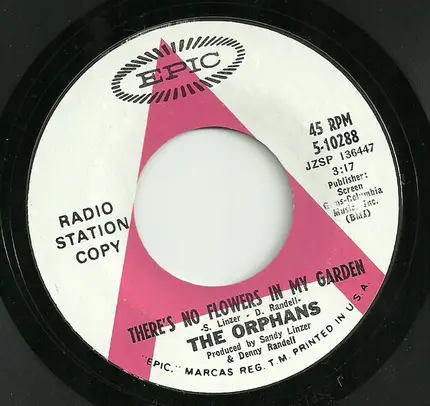 EPIC
RADIO
STATION
COPY
45 RPM
5-10288
JZSP 136447
3:17
Publisher:
Screen
Gems-Columbia
Music, Inc.
(BMI)
THERE'S NO FLOWERS IN MY GARDEN
-S. Linzer - D. Randell-
THE ORPHANS
Produced by Sandy Linzer
& Denny Randell
"EPIC," MARCAS REG. T.M. PRINTED IN U.S.A.